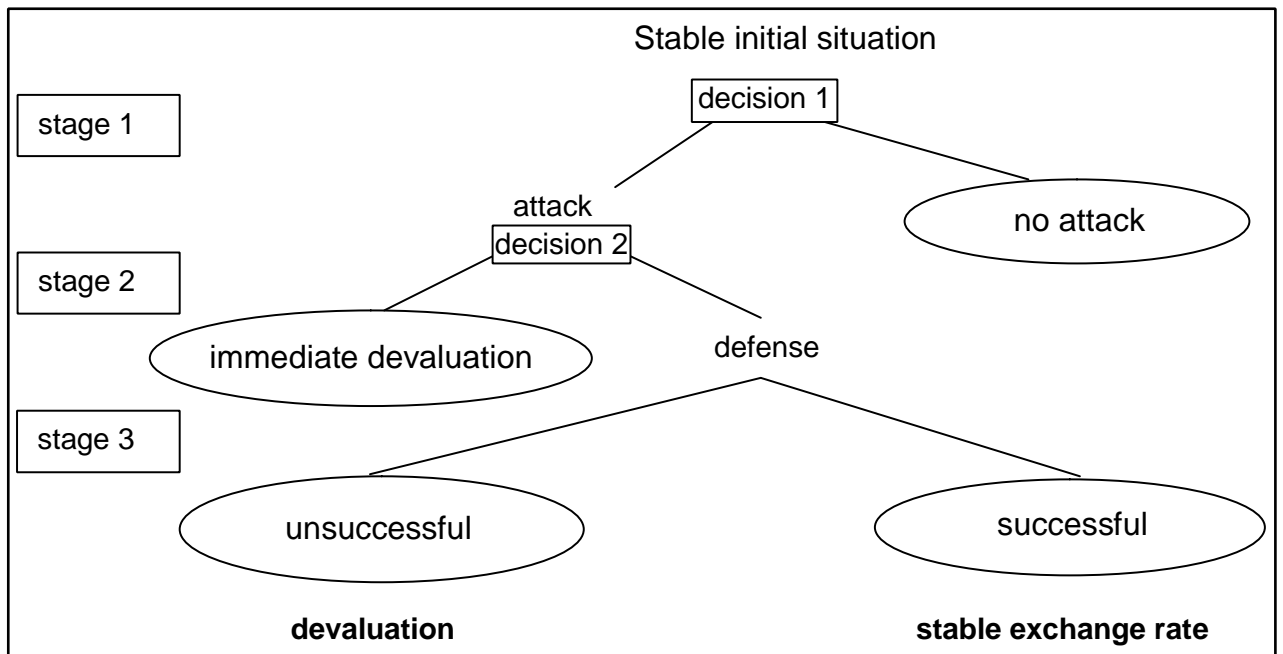 Stable initial situation
decision 1
stage 1
attack
no attack
decision 2
stage 2
immediate devaluation
defense
stage 3
unsuccessful
successful
devaluation
stable exchange rate